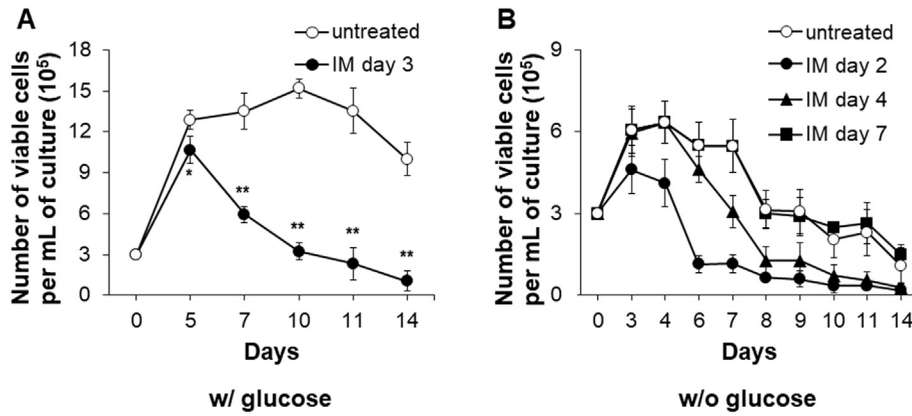 A
untreated
IM day 3
Number of viable cells
per mL of culture (10⁵)
18
15
12
9
6
3
0
*
**
**
**
**
0 5 7 10 11 14
Days
w/ glucose
B
untreated
IM day 2
IM day 4
IM day 7
Number of viable cells
per mL of culture (10⁵)
9
6
3
0
0 3 4 6 7 8 9 10 11 14
Days
w/o glucose